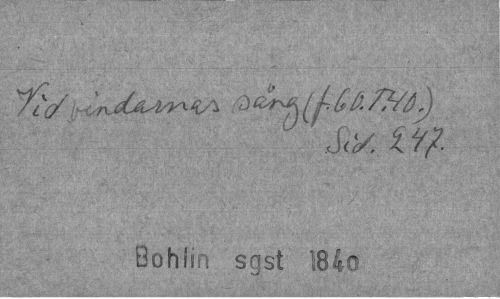 Vid vindarnas sång (f. 60. T. 40.)
Sid. 247.
Bohlin sgst 1840